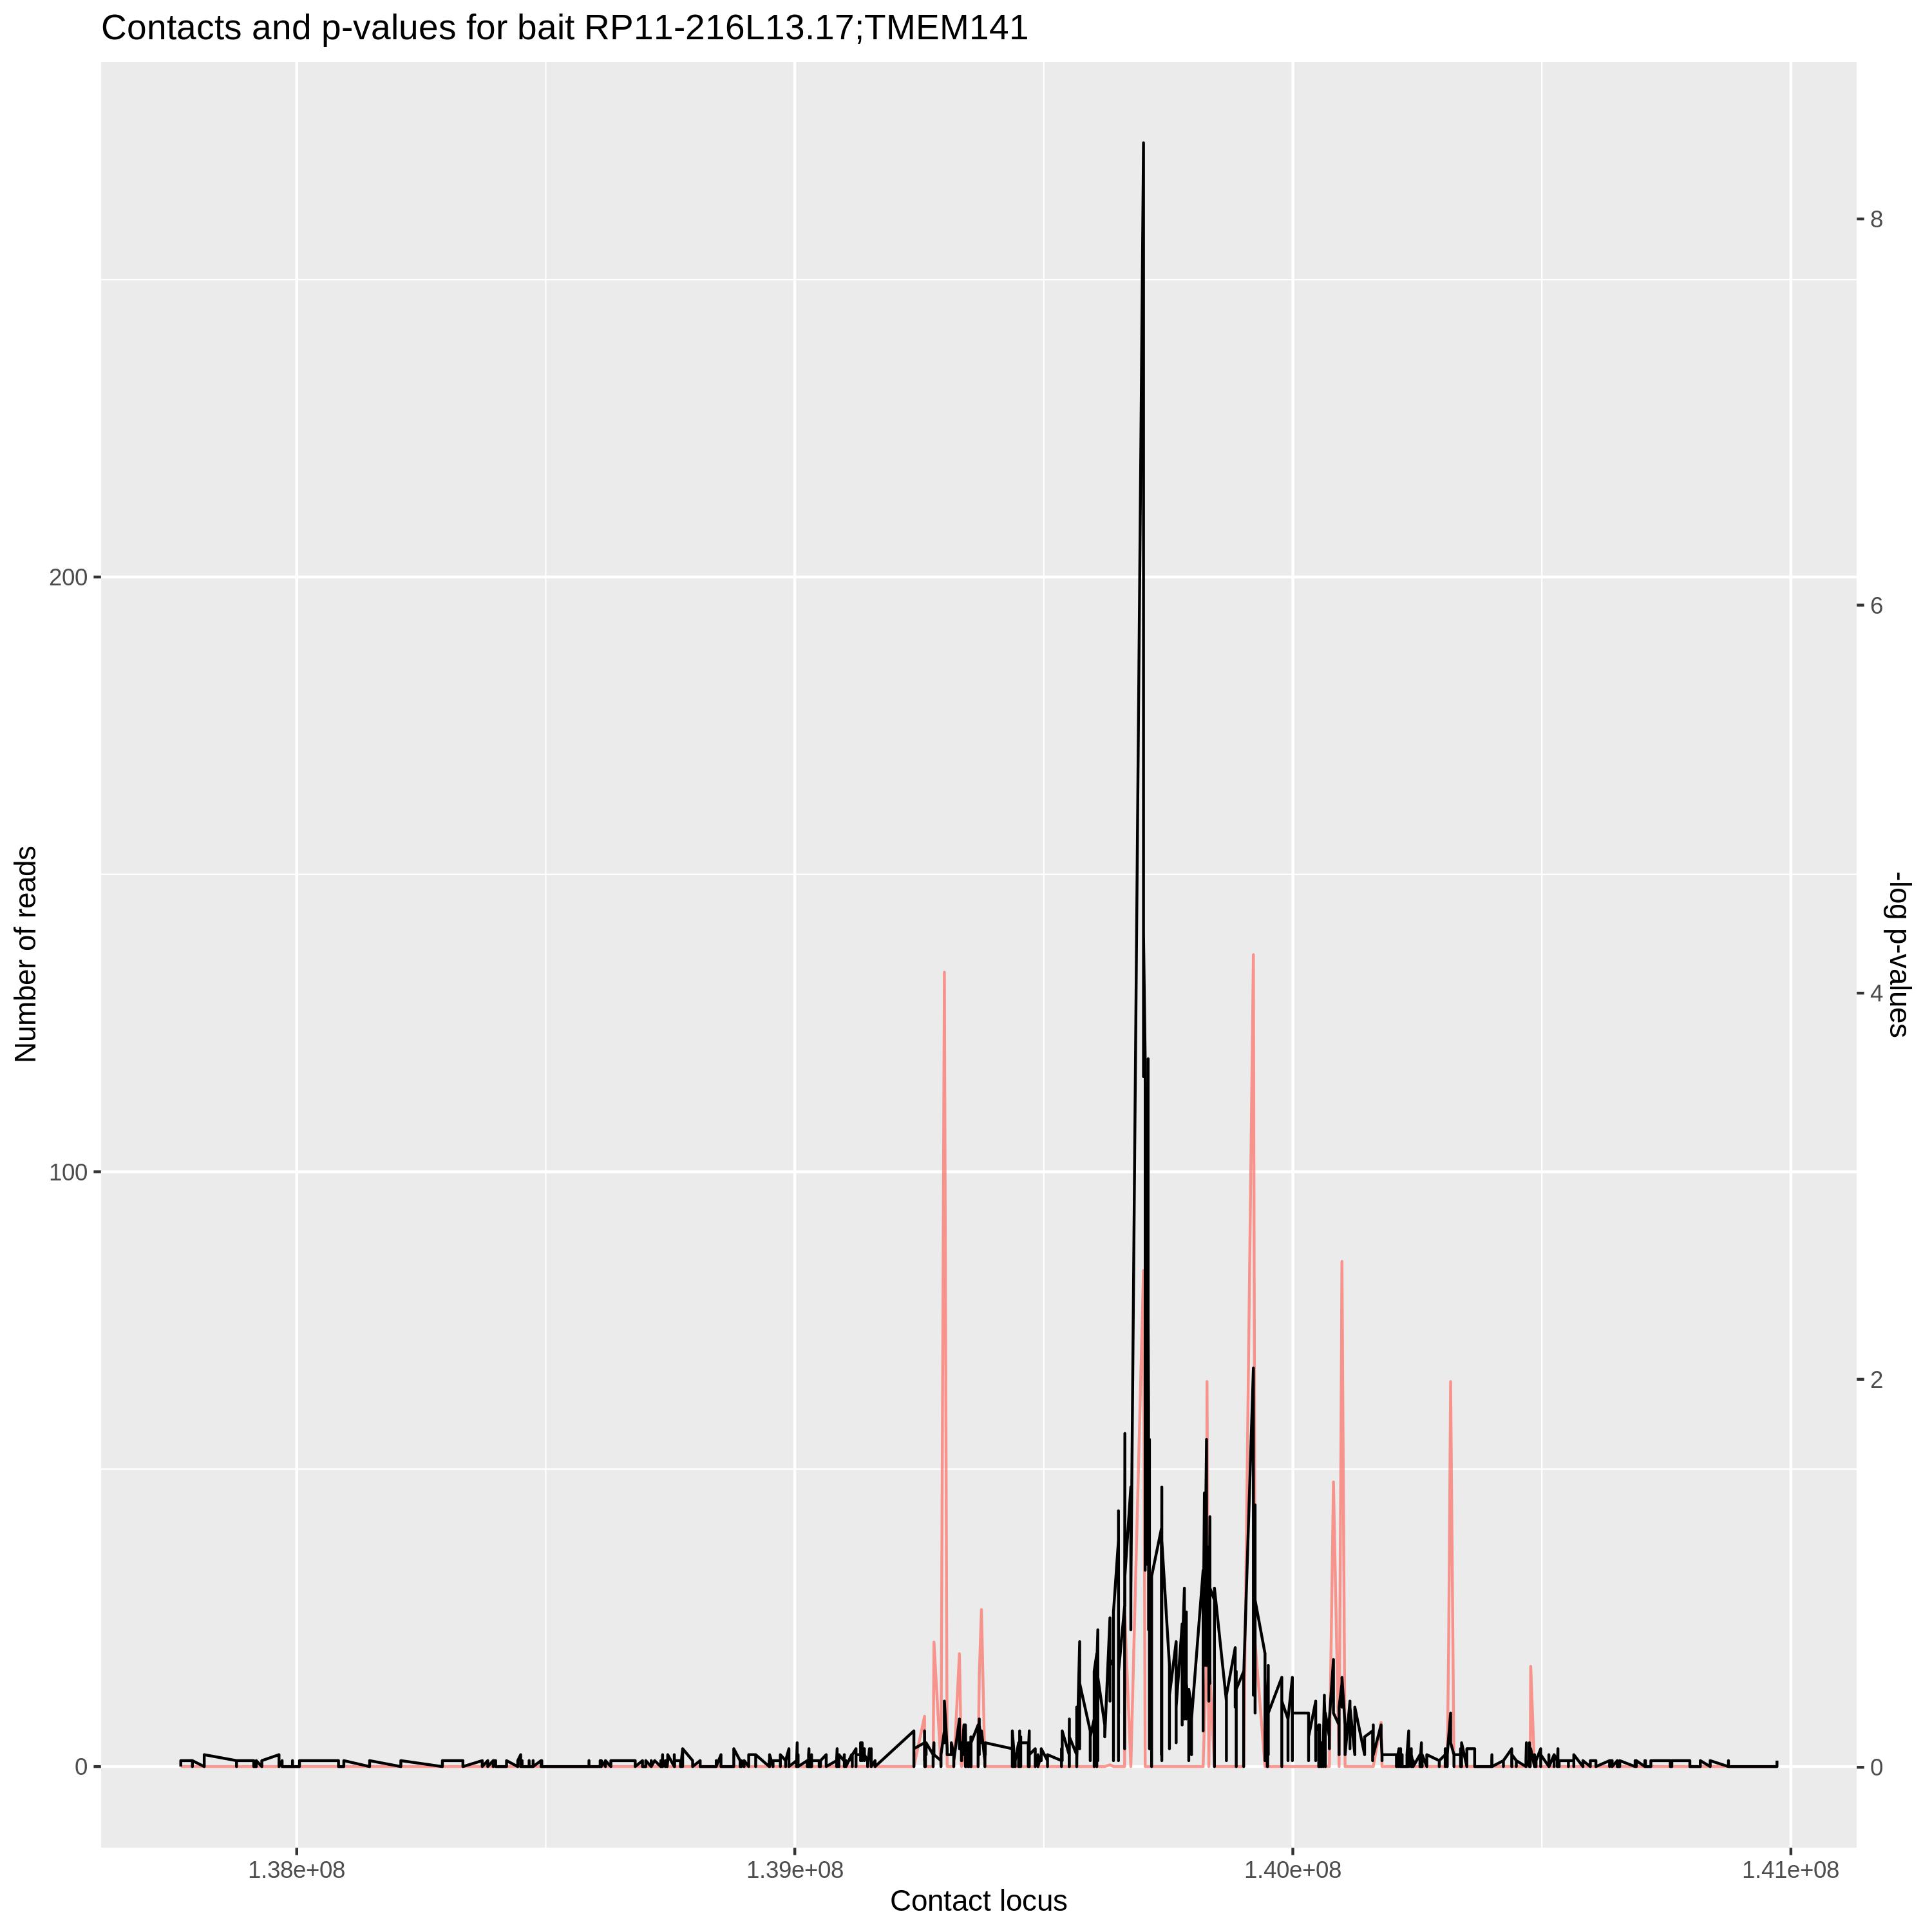 Contacts and p-values for bait RP11-216L13.17;TMEM141
Number of reads
200
100
0
8
6
4
2
0
-log p-values
1.38e+08 1.39e+08 1.40e+08 1.41e+08
Contact locus